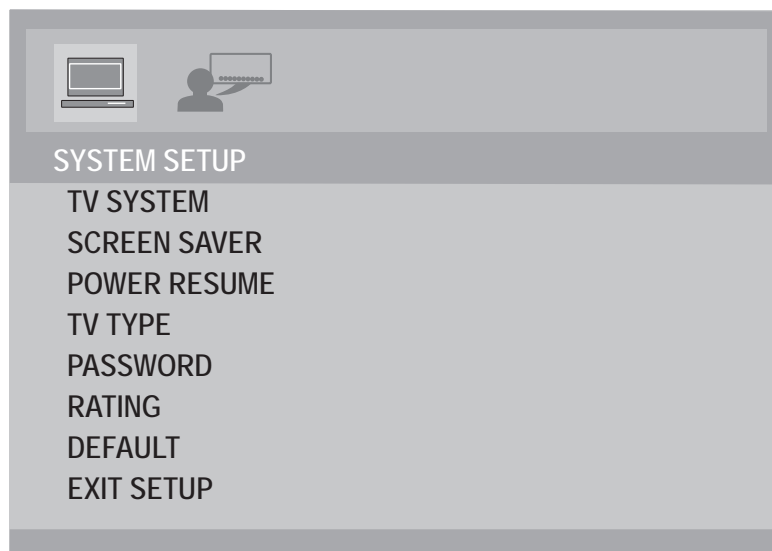 SYSTEM SETUP
TV SYSTEM
SCREEN SAVER
POWER RESUME
TV TYPE
PASSWORD
RATING
DEFAULT
EXIT SETUP